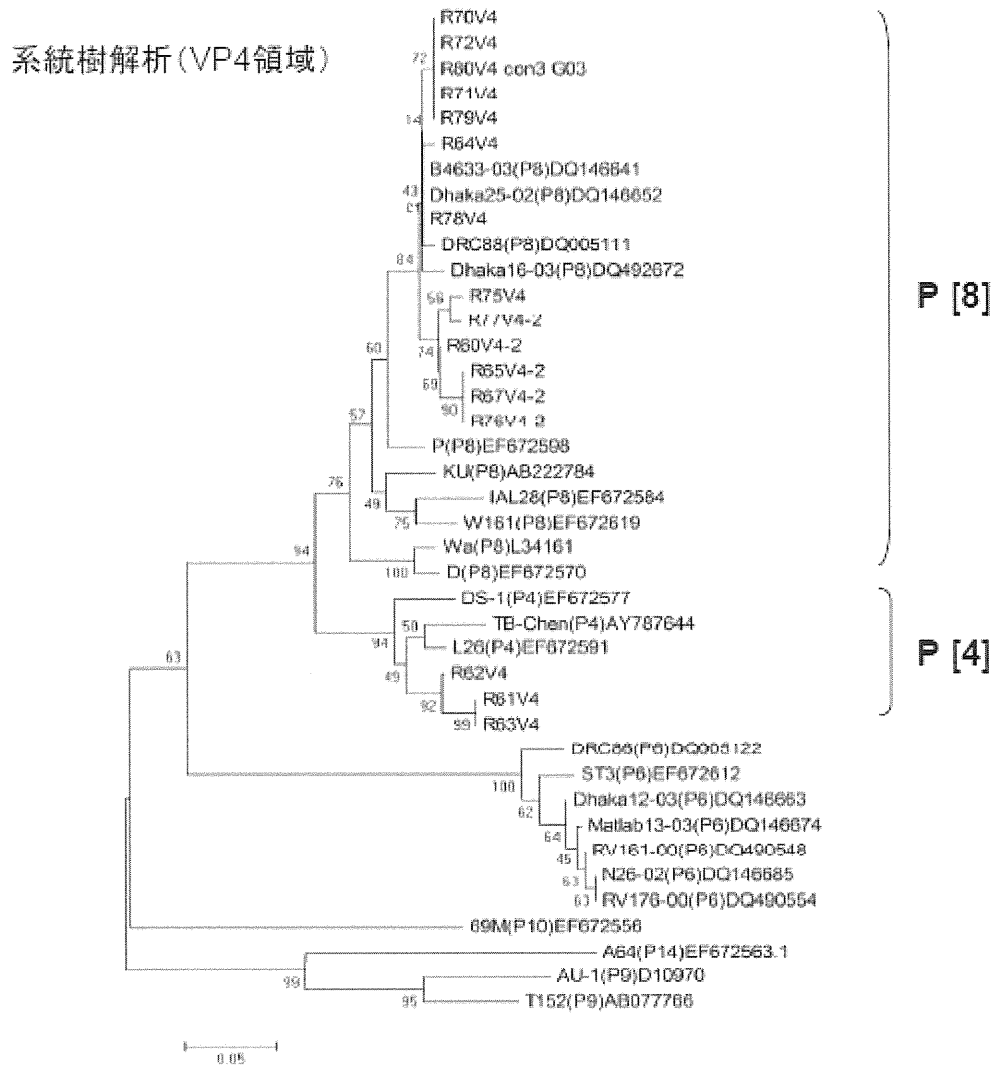 系統樹解析(VP4領域)
R70V4
R72V4
72
R80V4 con3 G03
R71V4
R79V4
14
R64V4
B4633-03(P8)DQ146641
43
Dhaka25-02(P8)DQ146652
R78V4
DRC88(P8)DQ005111
84
Dhaka16-03(P8)DQ492672
56
R75V4
R77V4-2
P [8]
60
74
R60V4-2
69
R65V4-2
R67V4-2
90
R76V4-2
57
P(P8)EF672598
KU(P8)AB222784
76
49
IAL28(P8)EF672584
75
W161(P8)EF672619
Wa(P8)L34161
94
100
D(P8)EF672570
DS-1(P4)EF672577
50
TB-Chen(P4)AY787644
94
L26(P4)EF672591
P [4]
63
49
R62V4
92
R61V4
99
R63V4
DRC86(P6)DQ005122
100
ST3(P6)EF672612
62
Dhaka12-03(P6)DQ146663
64
Matlab13-03(P6)DQ146674
45
RV161-00(P6)DQ490548
63
N26-02(P6)DQ146685
63
RV176-00(P6)DQ490554
69M(P10)EF672556
A64(P14)EF672563.1
99
AU-1(P9)D10970
95
T152(P9)AB077766
0.05